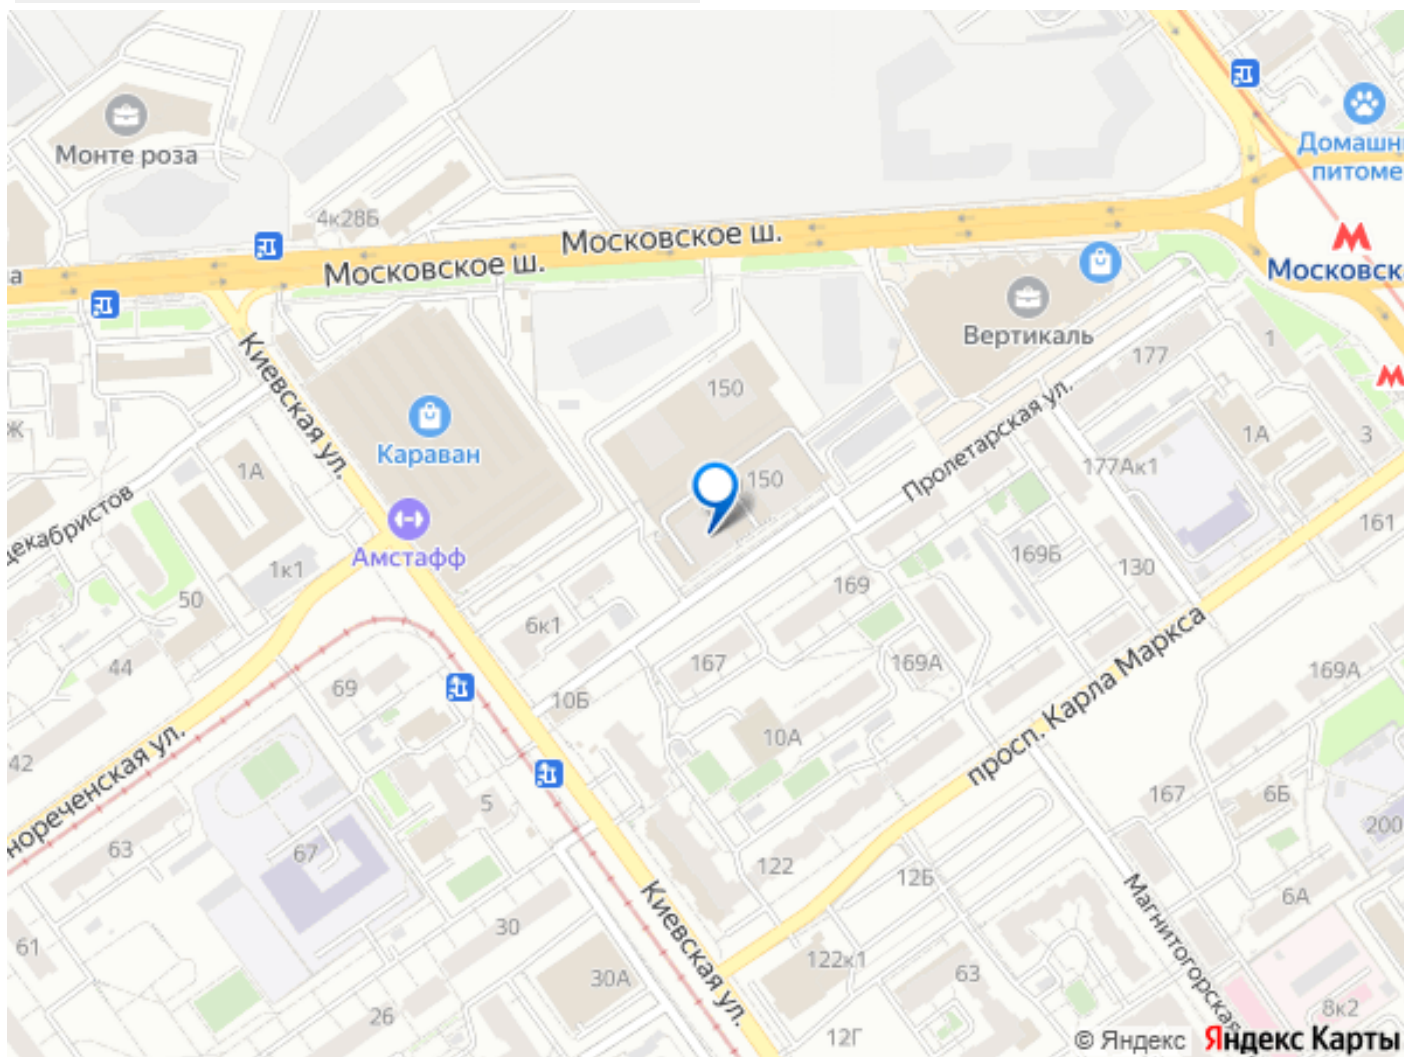 Монте роза
Домашн
питоме
4к28Б
Московское ш.
Московское ш.
Московск
Вертикаль
а
Киевская ул.
177
1
150
Пролетарская ул.
Ж
Караван
1А
1А
3
177Ак1
150
декабристов
161
Амстафф
169Б
130
1к1
169
50
6к1
44
167
169А
169А
69
10Б
просп. Карла Маркса
10А
42
нореченская ул.
5
167
6Б
200
63
67
122
12Б
Магнитогорская
6А
Киевская ул.
61
30
122к1
63
30А
8к2
26
12Г
© Яндекс Яндекс Карты